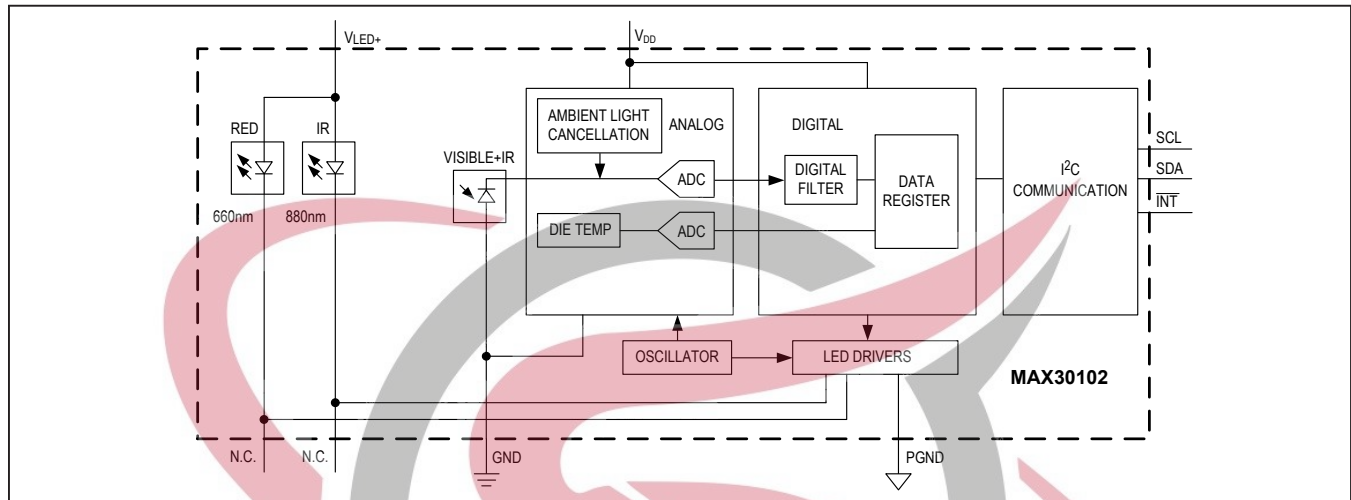 VLED+
VDD
RED
IR
660nm
880nm
VISIBLE+IR
AMBIENT LIGHT
CANCELLATION
ANALOG
ADC
DIE TEMP
ADC
DIGITAL
DIGITAL
FILTER
DATA
REGISTER
I²C
COMMUNICATION
SCL
SDA
INT
OSCILLATOR
LED DRIVERS
MAX30102
N.C.
N.C.
GND
PGND